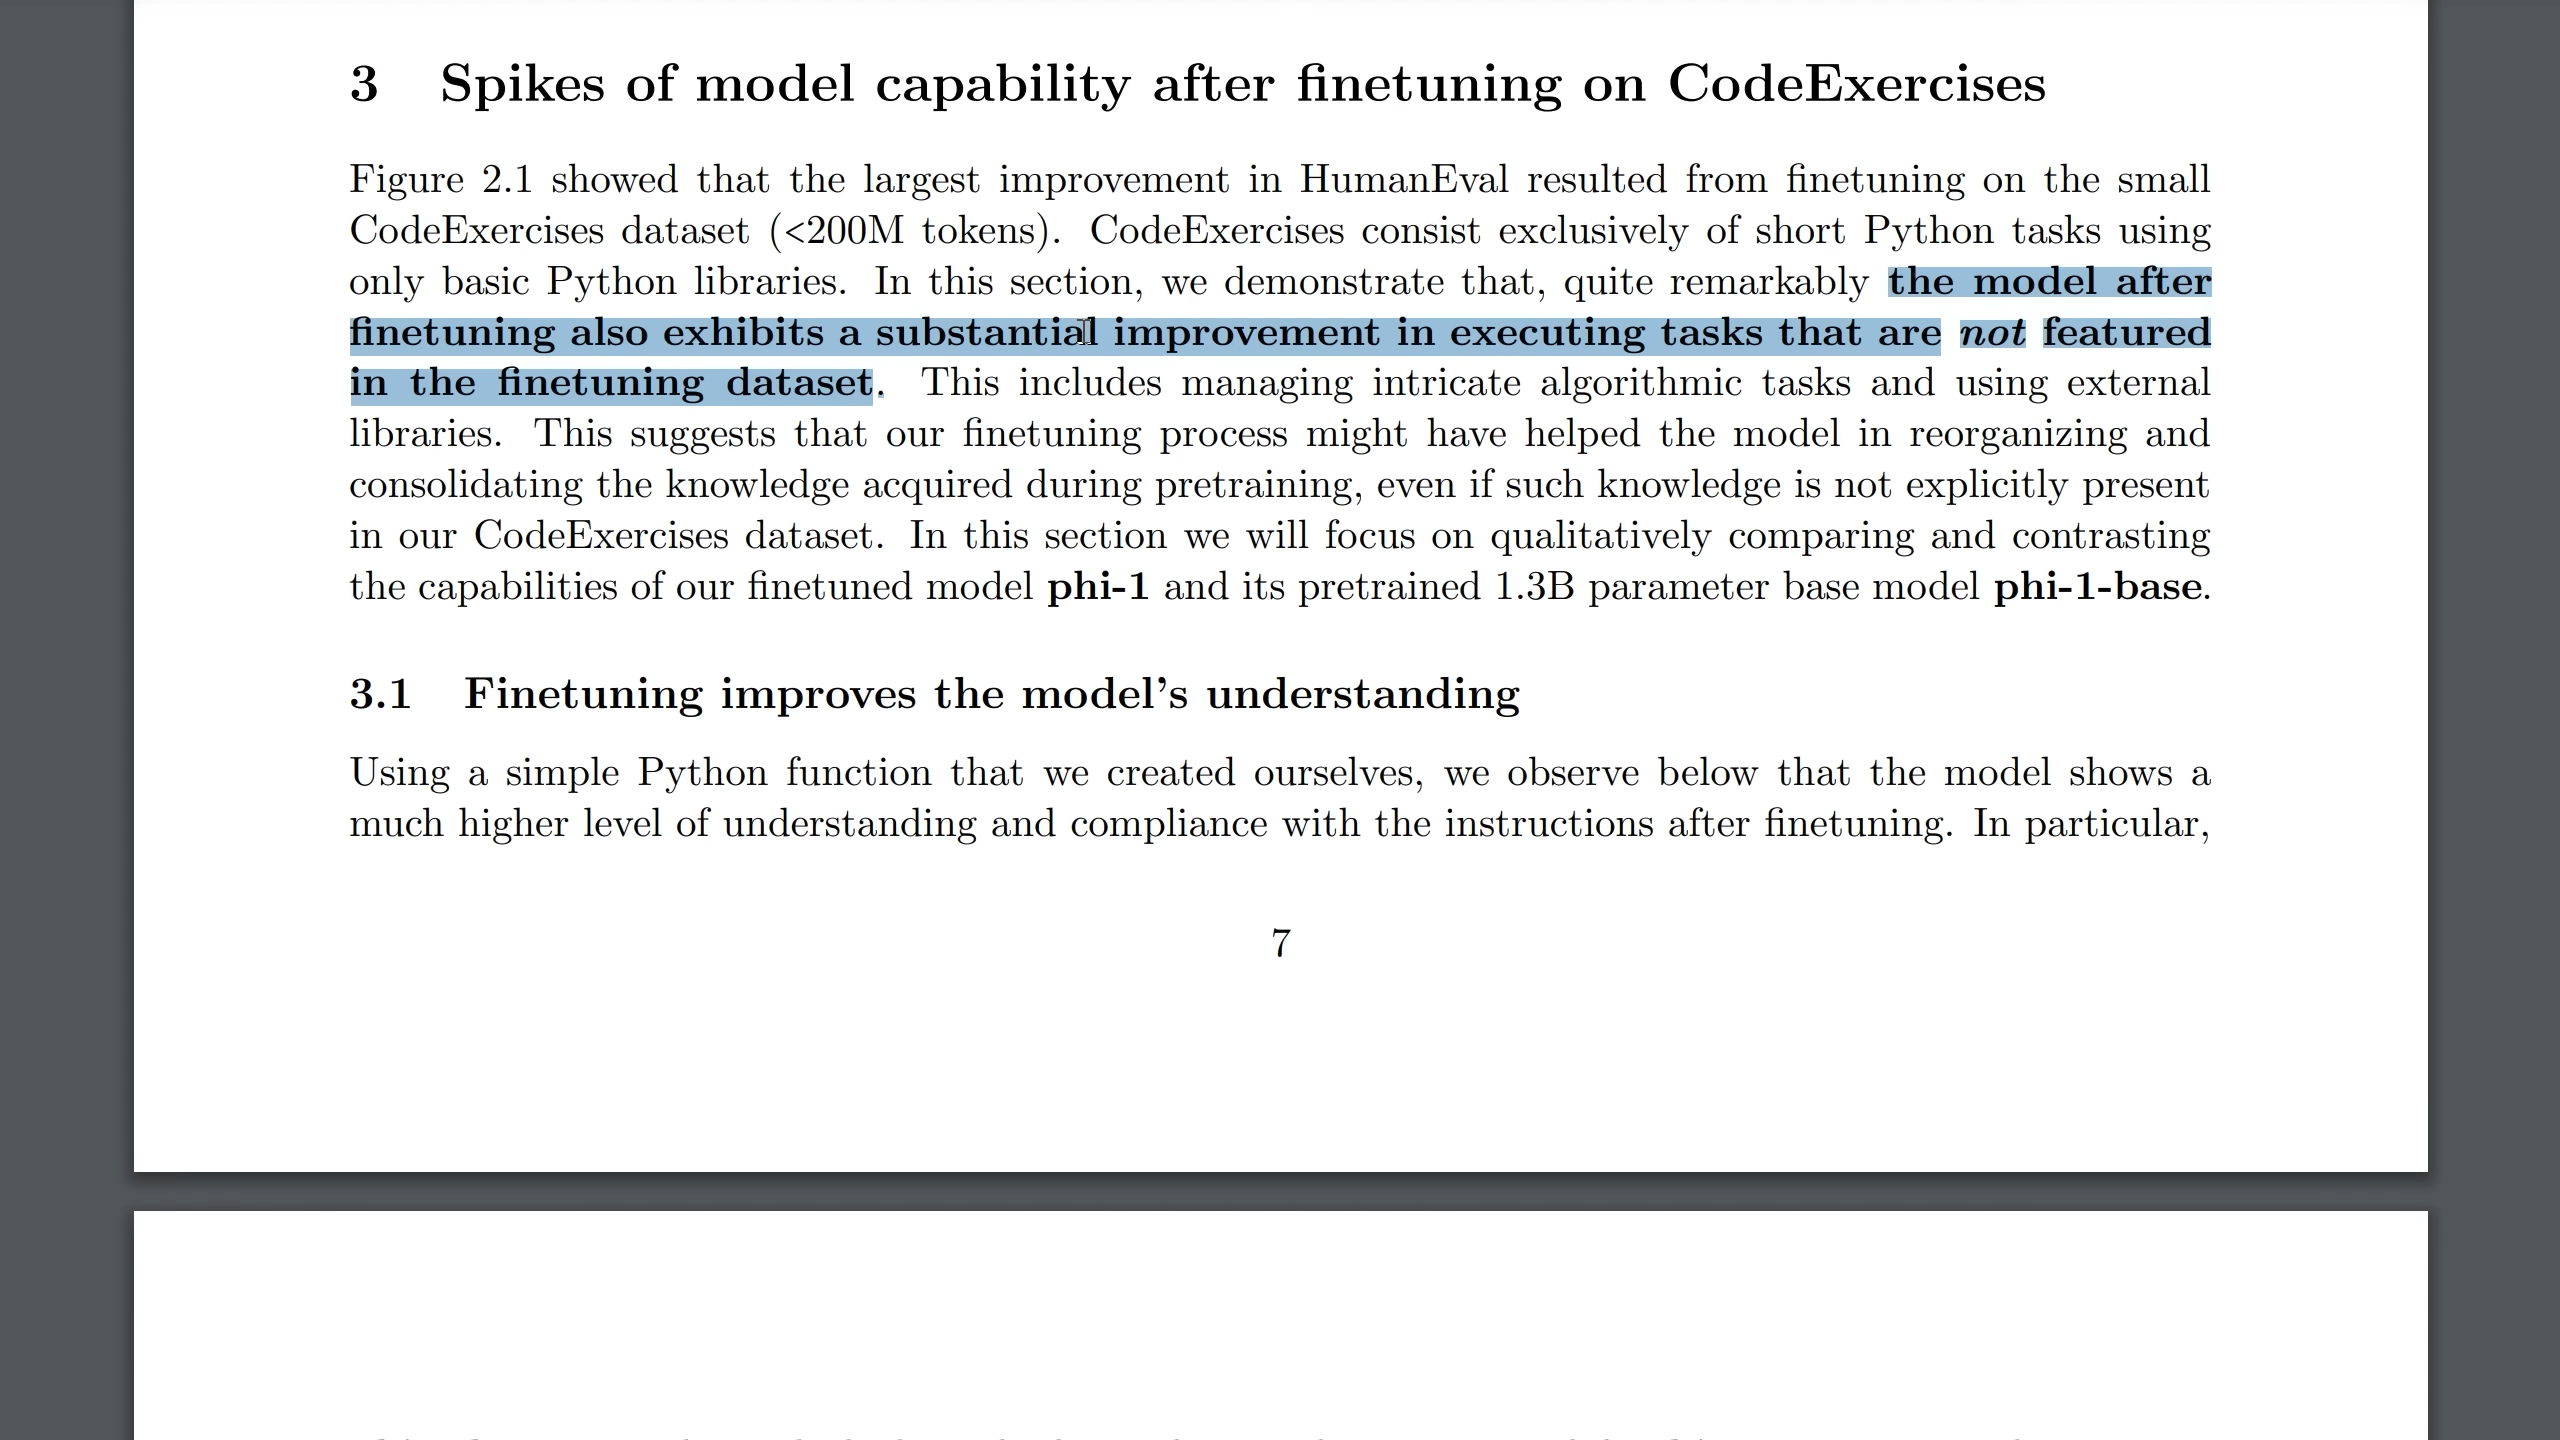 3 Spikes of model capability after finetuning on CodeExercises
Figure 2.1 showed that the largest improvement in HumanEval resulted from finetuning on the small
CodeExercises dataset (<200M tokens). CodeExercises consist exclusively of short Python tasks using
only basic Python libraries. In this section, we demonstrate that, quite remarkably the model after
finetuning also exhibits a substantial improvement in executing tasks that are not featured
in the finetuning dataset. This includes managing intricate algorithmic tasks and using external
libraries. This suggests that our finetuning process might have helped the model in reorganizing and
consolidating the knowledge acquired during pretraining, even if such knowledge is not explicitly present
in our CodeExercises dataset. In this section we will focus on qualitatively comparing and contrasting
the capabilities of our finetuned model phi-1 and its pretrained 1.3B parameter base model phi-1-base.
3.1 Finetuning improves the model's understanding
Using a simple Python function that we created ourselves, we observe below that the model shows a
much higher level of understanding and compliance with the instructions after finetuning. In particular,
7